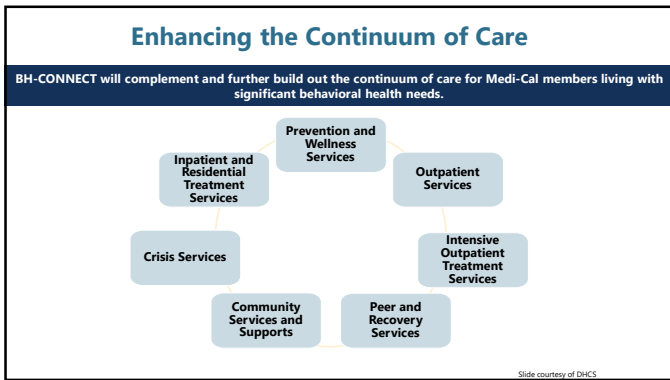 Enhancing the Continuum of Care
BH-CONNECT will complement and further build out the continuum of care for Medi-Cal members living with
significant behavioral health needs.
Prevention and
Wellness
Services
Outpatient
Services
Intensive
Outpatient
Treatment
Services
Peer and
Recovery
Services
Community
Services and
Supports
Crisis Services
Inpatient and
Residential
Treatment
Services
Slide courtesy of DHCS